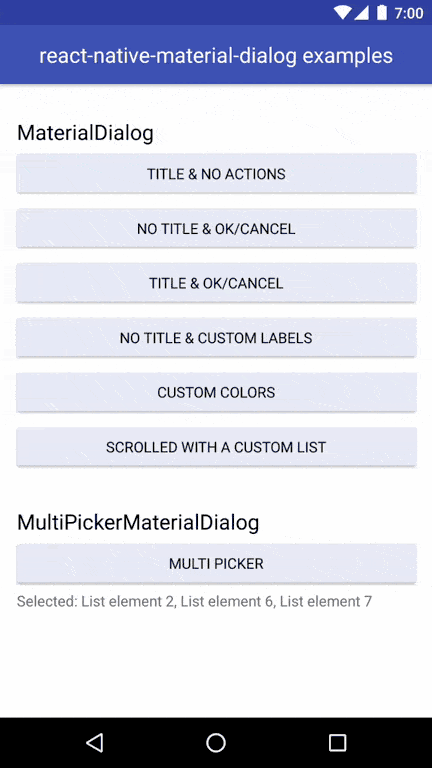 7:00
react-native-material-dialog examples
MaterialDialog
TITLE & NO ACTIONS
NO TITLE & OK/CANCEL
TITLE & OK/CANCEL
NO TITLE & CUSTOM LABELS
CUSTOM COLORS
SCROLLED WITH A CUSTOM LIST
MultiPickerMaterialDialog
MULTI PICKER
Selected: List element 2, List element 6, List element 7